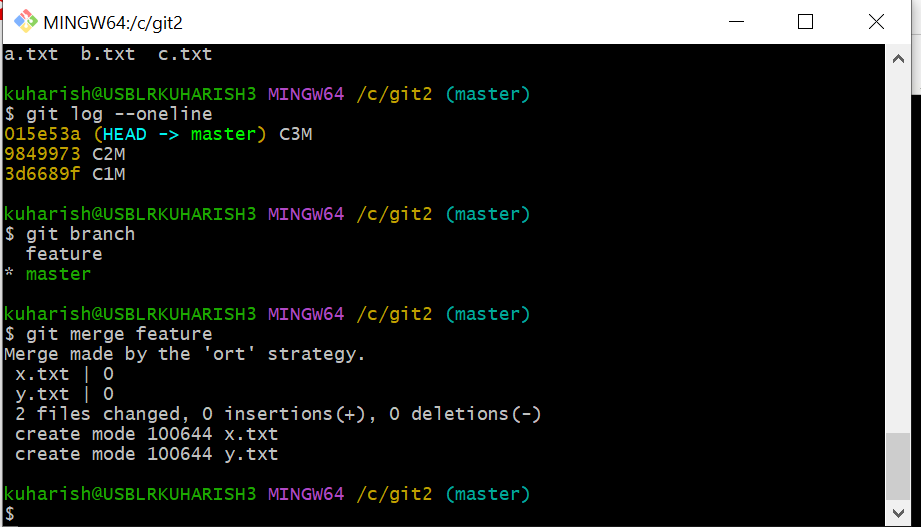 MINGW64:/c/git2
a.txt  b.txt  c.txt
kuharish@USBLRKUHARISH3 MINGW64 /c/git2 (master)
$ git log --oneline
015e53a (HEAD -> master) C3M
9849973 C2M
3d6689f C1M
kuharish@USBLRKUHARISH3 MINGW64 /c/git2 (master)
$ git branch
  feature
* master
kuharish@USBLRKUHARISH3 MINGW64 /c/git2 (master)
$ git merge feature
Merge made by the 'ort' strategy.
 x.txt | 0
 y.txt | 0
 2 files changed, 0 insertions(+), 0 deletions(-)
 create mode 100644 x.txt
 create mode 100644 y.txt
kuharish@USBLRKUHARISH3 MINGW64 /c/git2 (master)
$